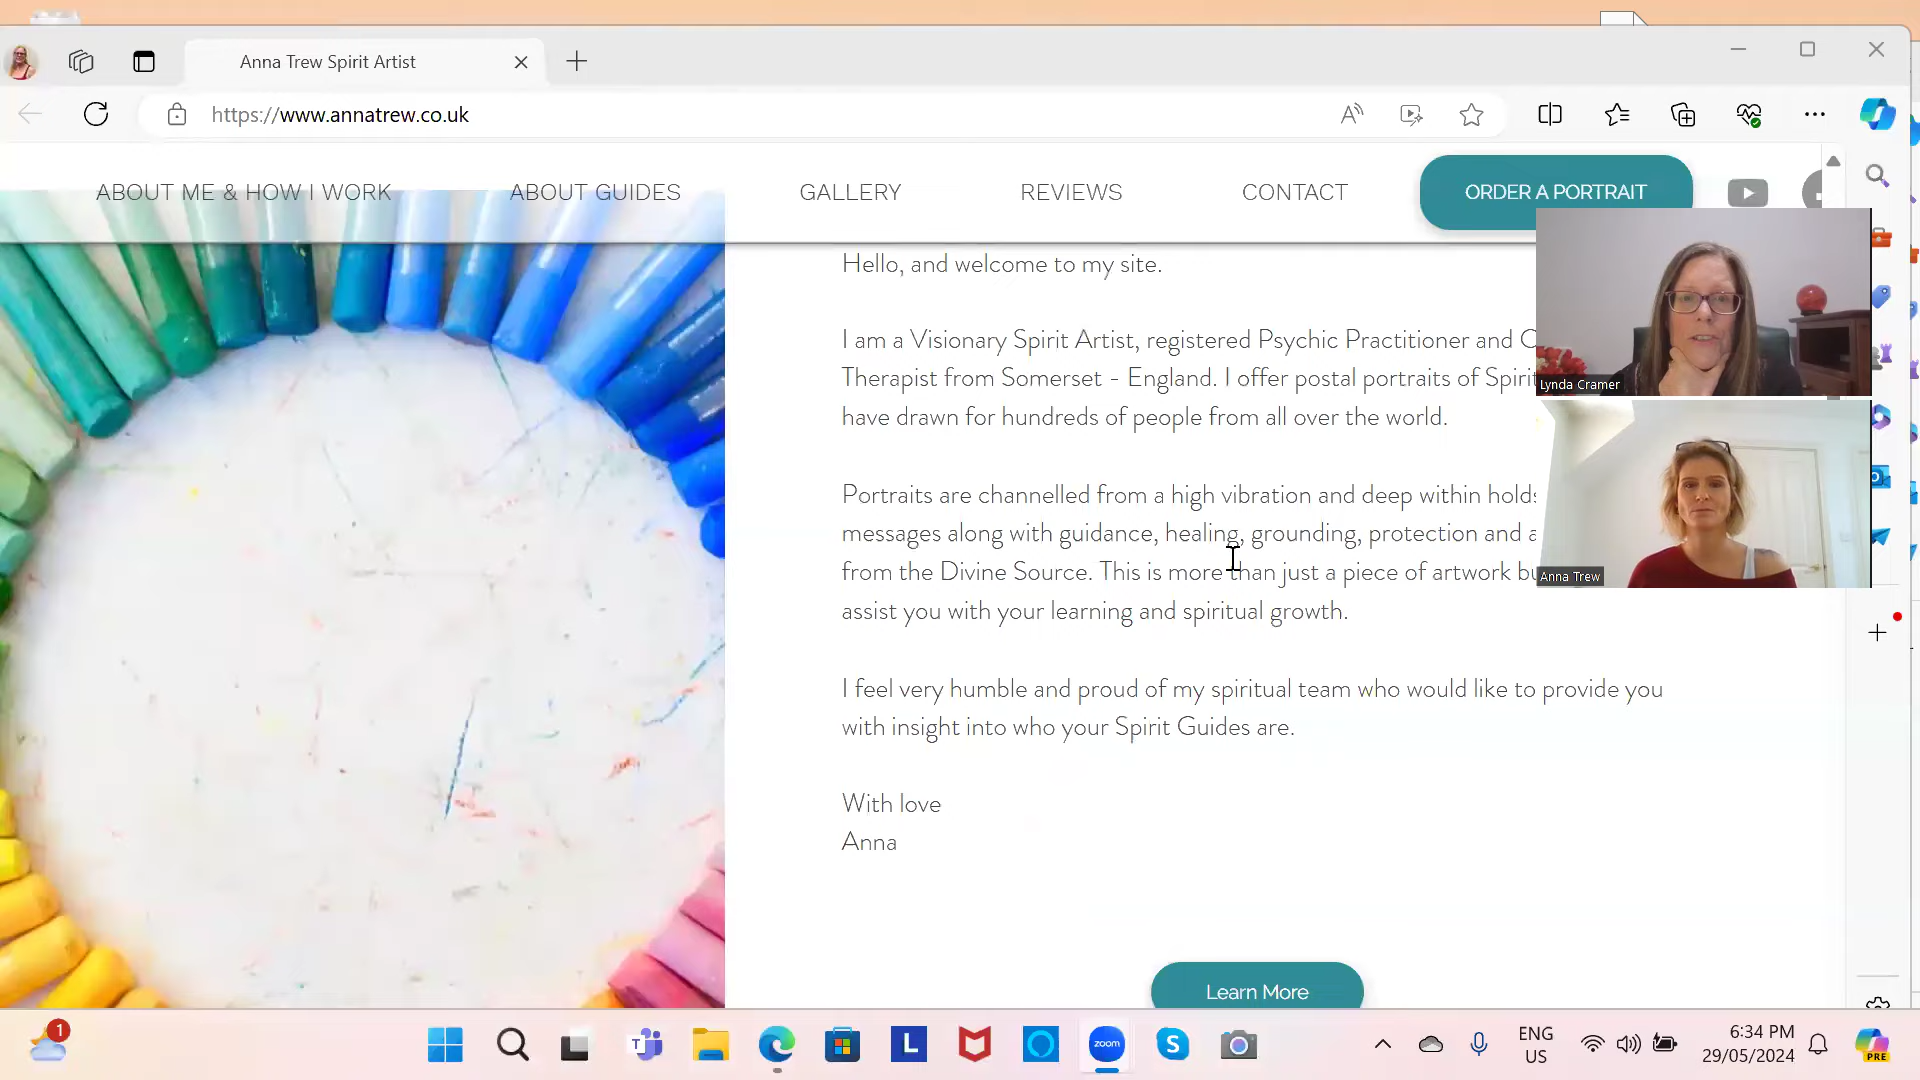 Anna Trew Spirit Artist
https://www.annatrew.co.uk
ABOUT ME & HOW I WORK
ABOUT GUIDES
GALLERY
REVIEWS
CONTACT
ORDER A PORTRAIT
Hello, and welcome to my site.
I am a Visionary Spirit Artist, registered Psychic Practitioner and
Therapist from Somerset - England. I offer postal portraits of Spirit
have drawn for hundreds of people from all over the world.
Lynda Cramer
Portraits are channelled from a high vibration and deep within holds
messages along with guidance, healing, grounding, protection and a
from the Divine Source. This is more than just a piece of artwork bu
Anna Trew
assist you with your learning and spiritual growth.
I feel very humble and proud of my spiritual team who would like to provide you
with insight into who your Spirit Guides are.
With love
Anna
Learn More
1
T
L
zoom
S
ENG
US
6:34 PM
29/05/2024
PRE